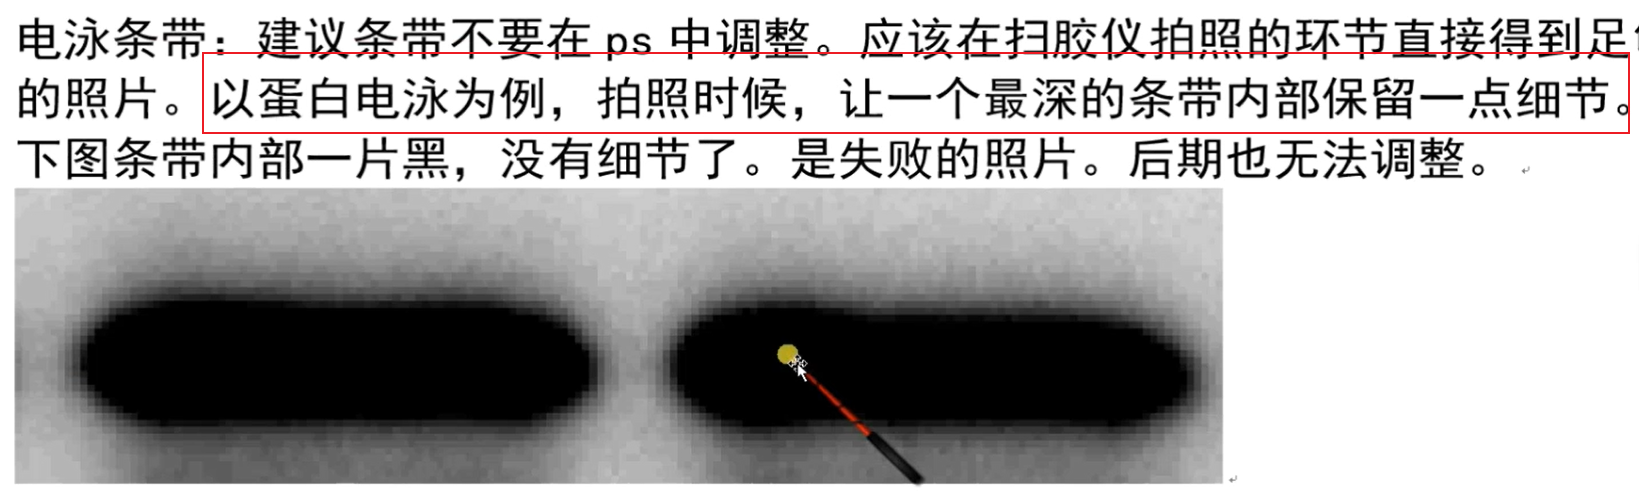 电泳条带：建议条带不要在 ps 中调整。应该在扫胶仪拍照的环节直接得到足
的照片。以蛋白电泳为例，拍照时候，让一个最深的条带内部保留一点细节。
下图条带内部一片黑，没有细节了。是失败的照片。后期也无法调整。